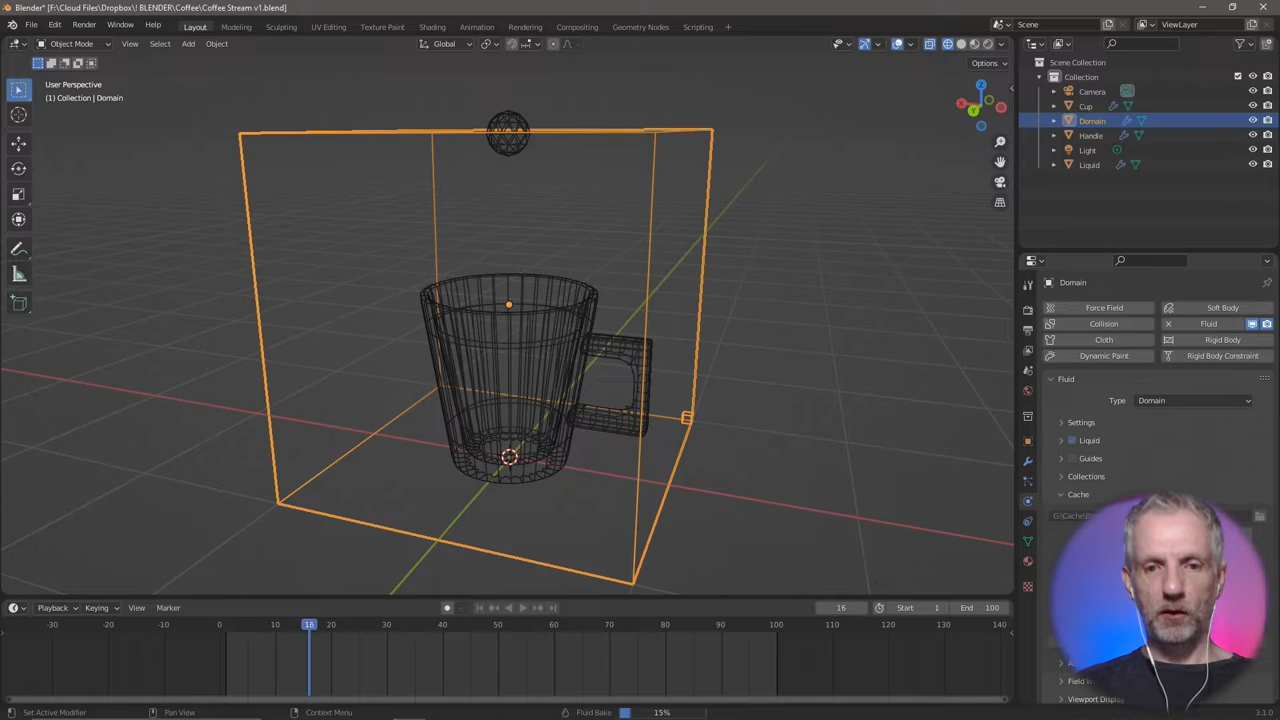 Blender* [F:\Cloud Files\Dropbox\! BLENDER\Coffee\Coffee Stream v1.blend]
File Edit Render Window Help Layout Modeling Sculpting UV Editing Texture Paint Shading Animation Rendering Compositing Geometry Nodes Scripting Scene ViewLayer
Object Mode View Select Add Object Global
Options
User Perspective
(1) Collection | Domain
Z
Y
Scene Collection
Collection
Camera
Cup
Domain
Handle
Light
Liquid
Domain
Force Field Soft Body
Collision Fluid
Cloth Rigid Body
Dynamic Paint Rigid Body Constraint
Fluid
Type Domain
Settings
Liquid
Guides
Collections
Cache
Field
Viewport Display
Playback Keying View Marker 16 Start 1 End 100
-30 -20 -10 0 10 16 20 30 40 50 60 70 80 90 100 110 120 130 140
Set Active Modifier Pan View Context Menu Fluid Bake 15% 3.1.0